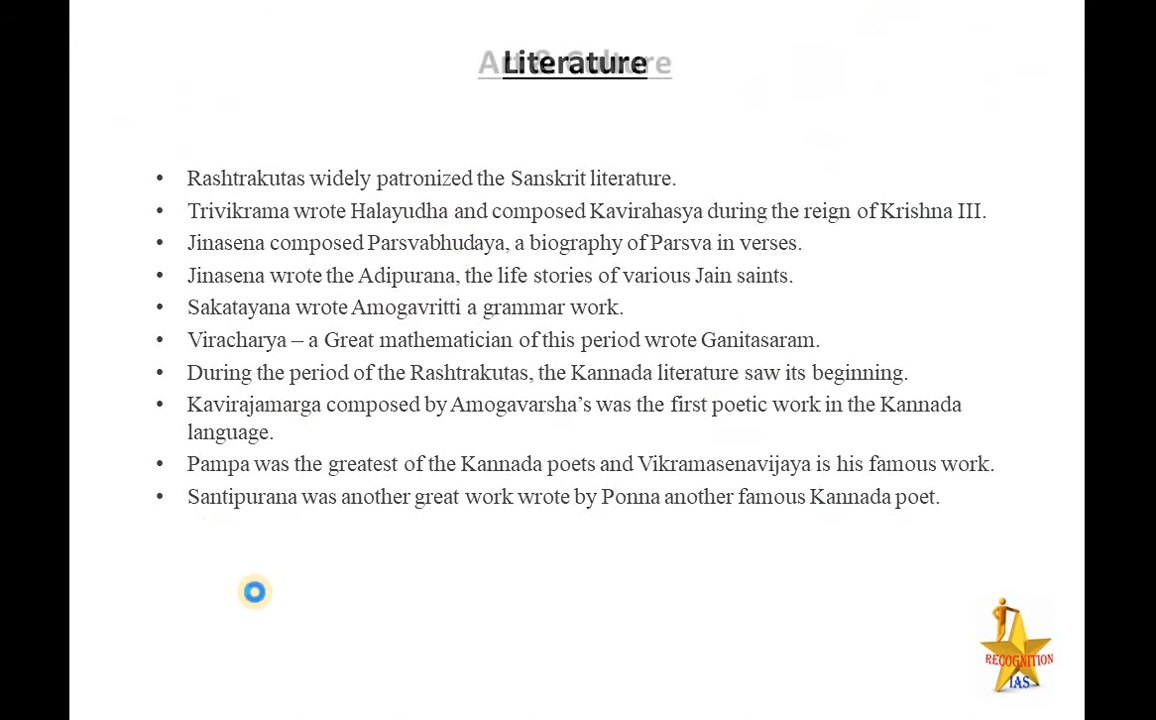 Art & Culture
Literature
• Rashtrakutas widely patronized the Sanskrit literature.
• Trivikrama wrote Halayudha and composed Kavirahasya during the reign of Krishna III.
• Jinasena composed Parsvabhudaya, a biography of Parsva in verses.
• Jinasena wrote the Adipurana, the life stories of various Jain saints.
• Sakatayana wrote Amogavritti a grammar work.
• Viracharya – a Great mathematician of this period wrote Ganitasaram.
• During the period of the Rashtrakutas, the Kannada literature saw its beginning.
• Kavirajamarga composed by Amogavarsha’s was the first poetic work in the Kannada
language.
• Pampa was the greatest of the Kannada poets and Vikramasenavijaya is his famous work.
• Santipurana was another great work wrote by Ponna another famous Kannada poet.
RECOGNITION
IAS